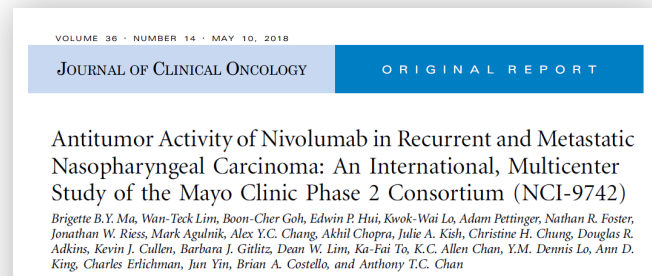 VOLUME 36 · NUMBER 14 · MAY 10, 2018
JOURNAL OF CLINICAL ONCOLOGY
ORIGINAL REPORT
Antitumor Activity of Nivolumab in Recurrent and Metastatic
Nasopharyngeal Carcinoma: An International, Multicenter
Study of the Mayo Clinic Phase 2 Consortium (NCI-9742)
Brigette B.Y. Ma, Wan-Teck Lim, Boon-Cher Goh, Edwin P. Hui, Kwok-Wai Lo, Adam Pettinger, Nathan R. Foster,
Jonathan W. Riess, Mark Agulnik, Alex Y.C. Chang, Akhil Chopra, Julie A. Kish, Christine H. Chung, Douglas R.
Adkins, Kevin J. Cullen, Barbara J. Gitlitz, Dean W. Lim, Ka-Fai To, K.C. Allen Chan, Y.M. Dennis Lo, Ann D.
King, Charles Erlichman, Jun Yin, Brian A. Costello, and Anthony T.C. Chan